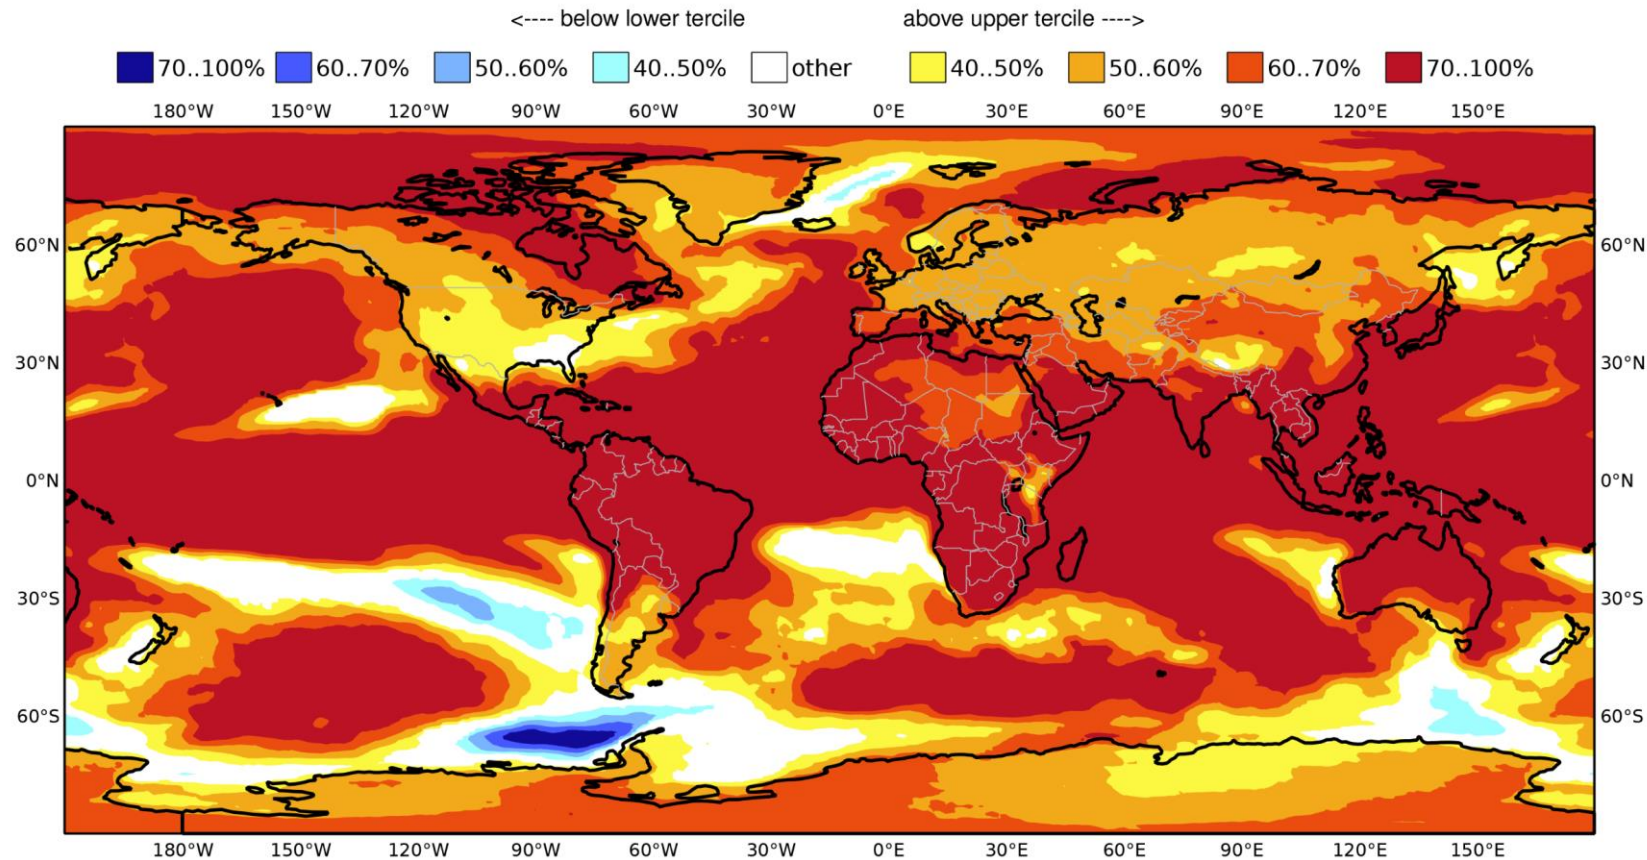 <---- below lower tercile above upper tercile ---->
70..100% 60..70% 50..60% 40..50% other 40..50% 50..60% 60..70% 70..100%
180°W 150°W 120°W 90°W 60°W 30°W 0°E 30°E 60°E 90°E 120°E 150°E
60°N 60°N
30°N 30°N
0°N 0°N
30°S 30°S
60°S 60°S
180°W 150°W 120°W 90°W 60°W 30°W 0°E 30°E 60°E 90°E 120°E 150°E